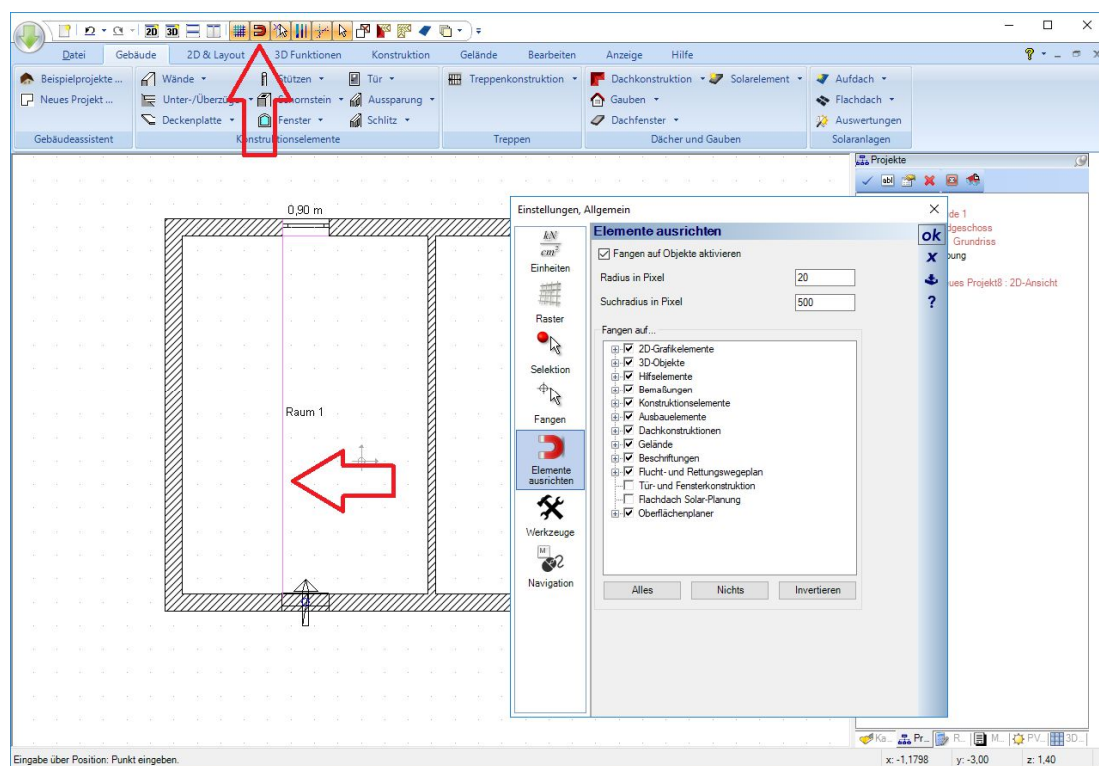 2D 3D
Datei Gebäude 2D & Layout 3D Funktionen Konstruktion Gelände Bearbeiten Anzeige Hilfe
Beispielprojekte ... Wände Stützen Tür Treppenkonstruktion Dachkonstruktion Solarelement Aufdach
Neues Projekt ... Unter-/Überzüge Aussparung Gauben Flachdach
Deckenplatte Fenster Schlitz Dachfenster Auswertungen
Gebäudeassistent Treppen Dächer und Gauben Solaranlagen
Projekte
abl
0,90 m
Raum 1
Einstellungen, Allgemein
kN
cm²
Einheiten
Raster
Selektion
Fangen
Elemente
ausrichten
Werkzeuge
M
Navigation
Elemente ausrichten
Fangen auf Objekte aktivieren
Radius in Pixel 20
Suchradius in Pixel 500
Fangen auf...
2D-Grafikelemente
3D-Objekte
Hilfselemente
Bemaßungen
Konstruktionselemente
Ausbauelemente
Dachkonstruktionen
Gelände
Beschriftungen
Flucht- und Rettungswegeplan
Tür- und Fensterkonstruktion
Flachdach Solar-Planung
Oberflächenplaner
Alles Nichts Invertieren
ok
x
?
de 1
dgeschoss
Grundriss
bung
ues Projekt8 : 2D-Ansicht
Ka... Pr... R... M... PV... 3D...
Eingabe über Position: Punkt eingeben. x: -1,1798 y: -3,00 z: 1,40